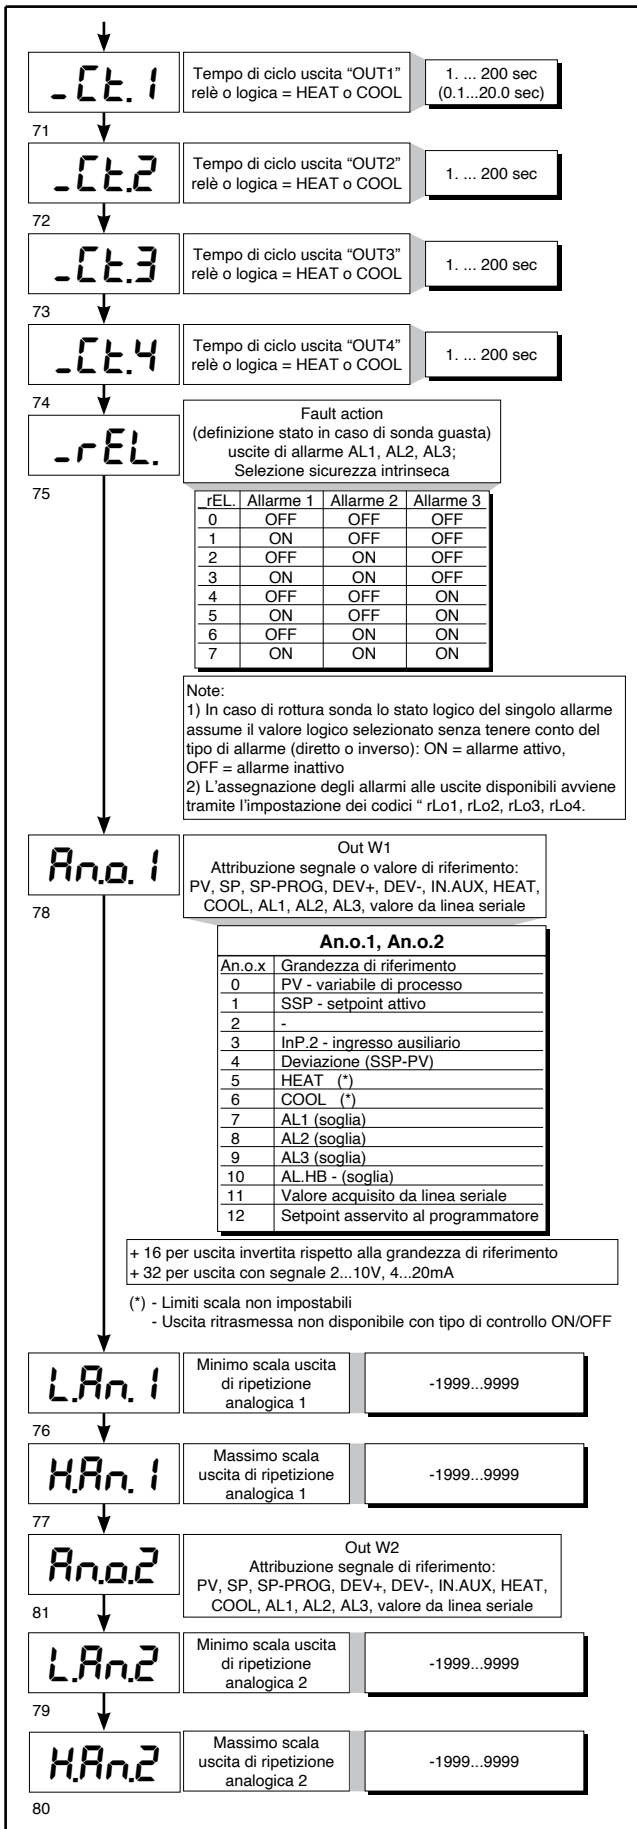 _Ct.1
Tempo di ciclo uscita “OUT1”
relè o logica = HEAT o COOL
1. ... 200 sec
(0.1...20.0 sec)
71
_Ct.2
Tempo di ciclo uscita “OUT2”
relè o logica = HEAT o COOL
1. ... 200 sec
72
_Ct.3
Tempo di ciclo uscita “OUT3”
relè o logica = HEAT o COOL
1. ... 200 sec
73
_Ct.4
Tempo di ciclo uscita “OUT4”
relè o logica = HEAT o COOL
1. ... 200 sec
74
_rEL.
Fault action
(definizione stato in caso di sonda guasta)
uscite di allarme AL1, AL2, AL3;
Selezione sicurezza intrinseca
75
_rEL. Allarme 1 Allarme 2 Allarme 3
0 OFF OFF OFF
1 ON OFF OFF
2 OFF ON OFF
3 ON ON OFF
4 OFF OFF ON
5 ON OFF ON
6 OFF ON ON
7 ON ON ON
Note:
1) In caso di rottura sonda lo stato logico del singolo allarme
assume il valore logico selezionato senza tenere conto del
tipo di allarme (diretto o inverso): ON = allarme attivo,
OFF = allarme inattivo
2) L’assegnazione degli allarmi alle uscite disponibili avviene
tramite l’impostazione dei codici “ rLo1, rLo2, rLo3, rLo4.
An.o.1
Out W1
Attribuzione segnale o valore di riferimento:
PV, SP, SP-PROG, DEV+, DEV-, IN.AUX, HEAT,
COOL, AL1, AL2, AL3, valore da linea seriale
78
An.o.1, An.o.2
An.o.x Grandezza di riferimento
0 PV - variabile di processo
1 SSP - setpoint attivo
2 -
3 InP.2 - ingresso ausiliario
4 Deviazione (SSP-PV)
5 HEAT (*)
6 COOL (*)
7 AL1 (soglia)
8 AL2 (soglia)
9 AL3 (soglia)
10 AL.HB - (soglia)
11 Valore acquisito da linea seriale
12 Setpoint asservito al programmatore
+ 16 per uscita invertita rispetto alla grandezza di riferimento
+ 32 per uscita con segnale 2...10V, 4...20mA
(*) - Limiti scala non impostabili
- Uscita ritrasmessa non disponibile con tipo di controllo ON/OFF
L.An.1
Minimo scala uscita
di ripetizione
analogica 1
-1999...9999
76
H.An.1
Massimo scala
uscita di ripetizione
analogica 1
-1999...9999
77
An.o.2
Out W2
Attribuzione segnale di riferimento:
PV, SP, SP-PROG, DEV+, DEV-, IN.AUX, HEAT,
COOL, AL1, AL2, AL3, valore da linea seriale
81
L.An.2
Minimo scala uscita
di ripetizione
analogica 2
-1999...9999
79
H.An.2
Massimo scala
uscita di ripetizione
analogica 2
-1999...9999
80